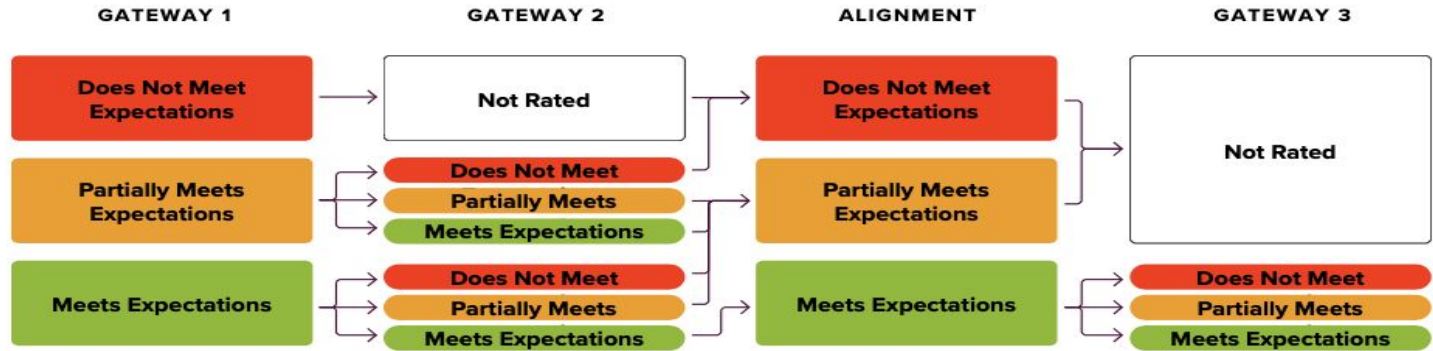 GATEWAY 1
GATEWAY 2
ALIGNMENT
GATEWAY 3
Does Not Meet
Expectations
Not Rated
Does Not Meet
Expectations
Not Rated
Partially Meets
Expectations
Does Not Meet
Partially Meets
Meets Expectations
Partially Meets
Expectations
Meets Expectations
Does Not Meet
Partially Meets
Meets Expectations
Meets Expectations
Does Not Meet
Partially Meets
Meets Expectations